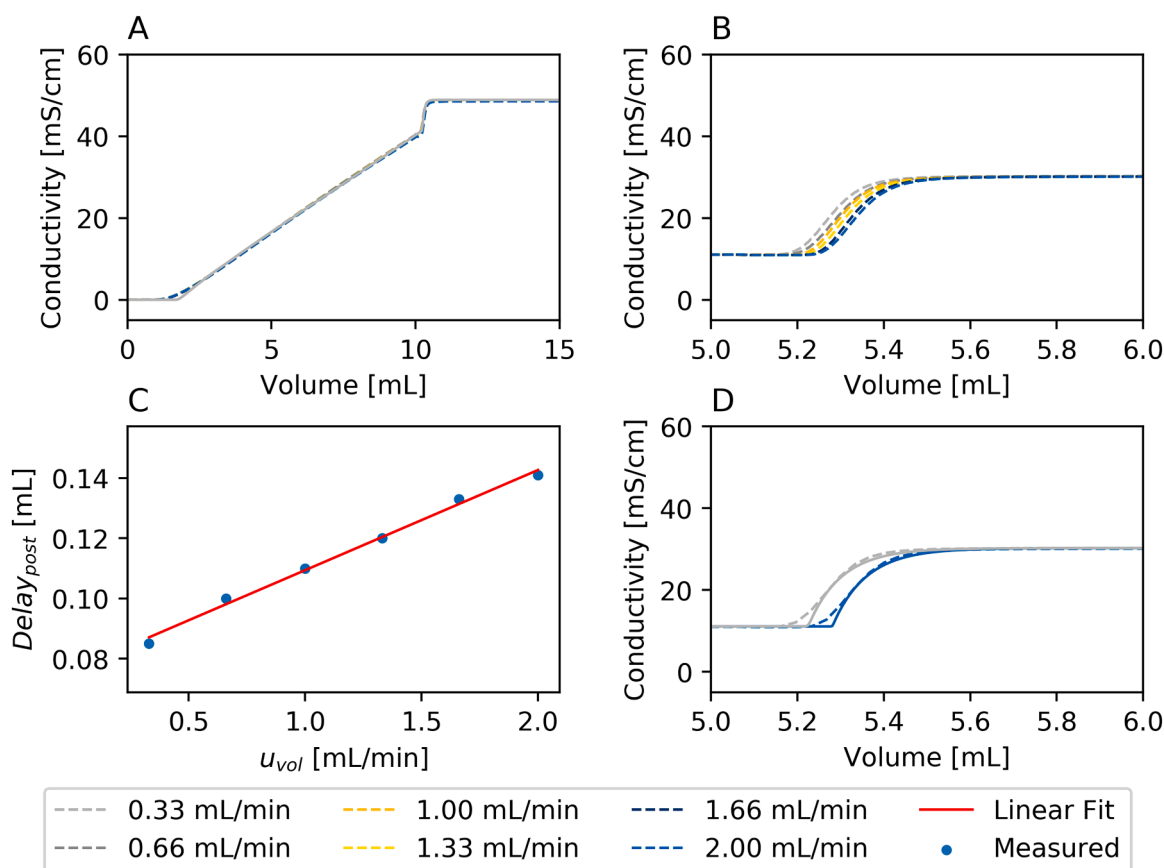 A
B
Conductivity [mS/cm]
60
40
20
0
0
5
10
15
Volume [mL]
Conductivity [mS/cm]
60
40
20
0
5.0
5.2
5.4
5.6
5.8
6.0
Volume [mL]
C
D
Delay_post [mL]
0.14
0.12
0.10
0.08
0.5
1.0
1.5
2.0
u_vol [mL/min]
Conductivity [mS/cm]
60
40
20
0
5.0
5.2
5.4
5.6
5.8
6.0
Volume [mL]
0.33 mL/min
1.00 mL/min
1.66 mL/min
Linear Fit
0.66 mL/min
1.33 mL/min
2.00 mL/min
Measured